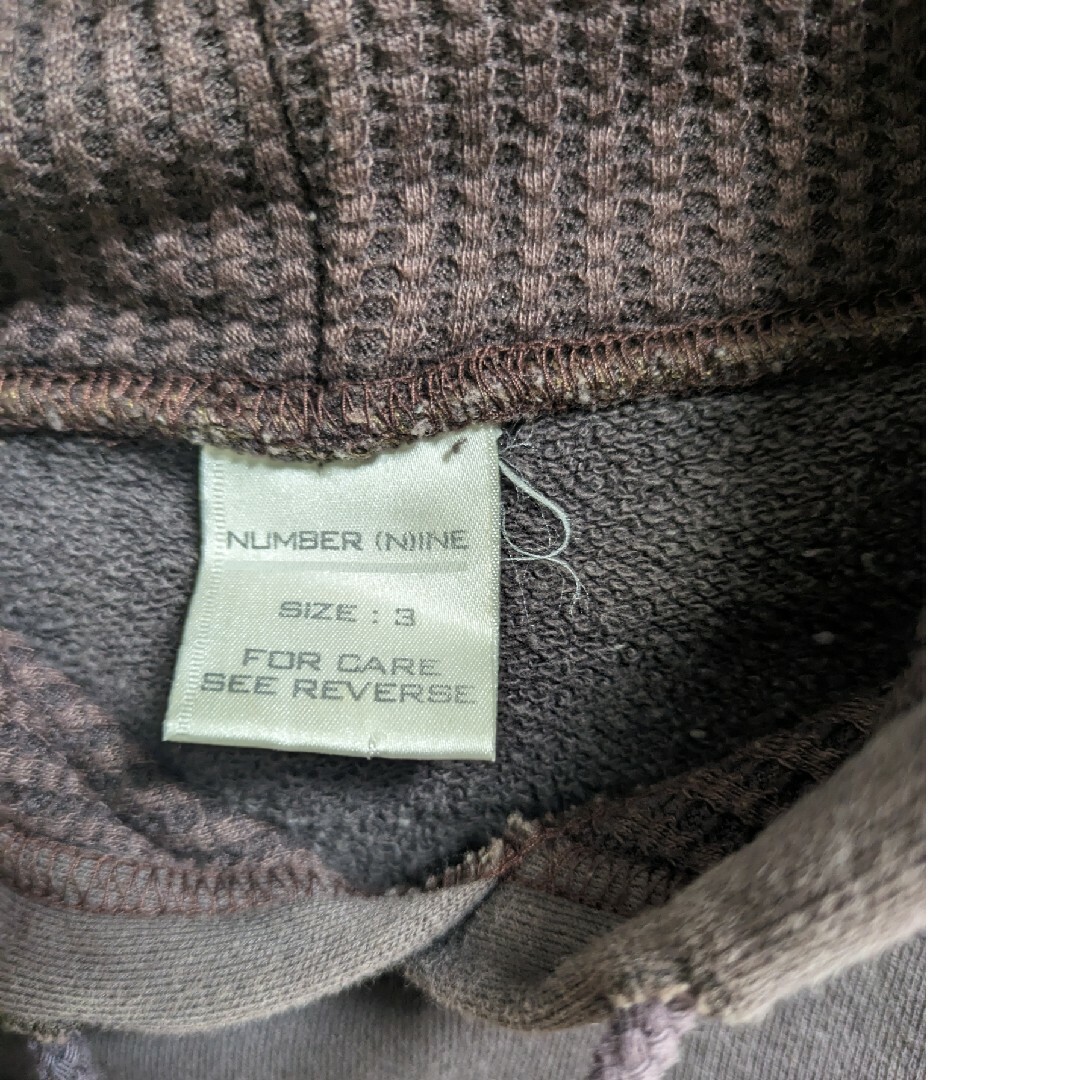 NUMBER (N)INE
SIZE : 3
FOR CARE
SEE REVERSE